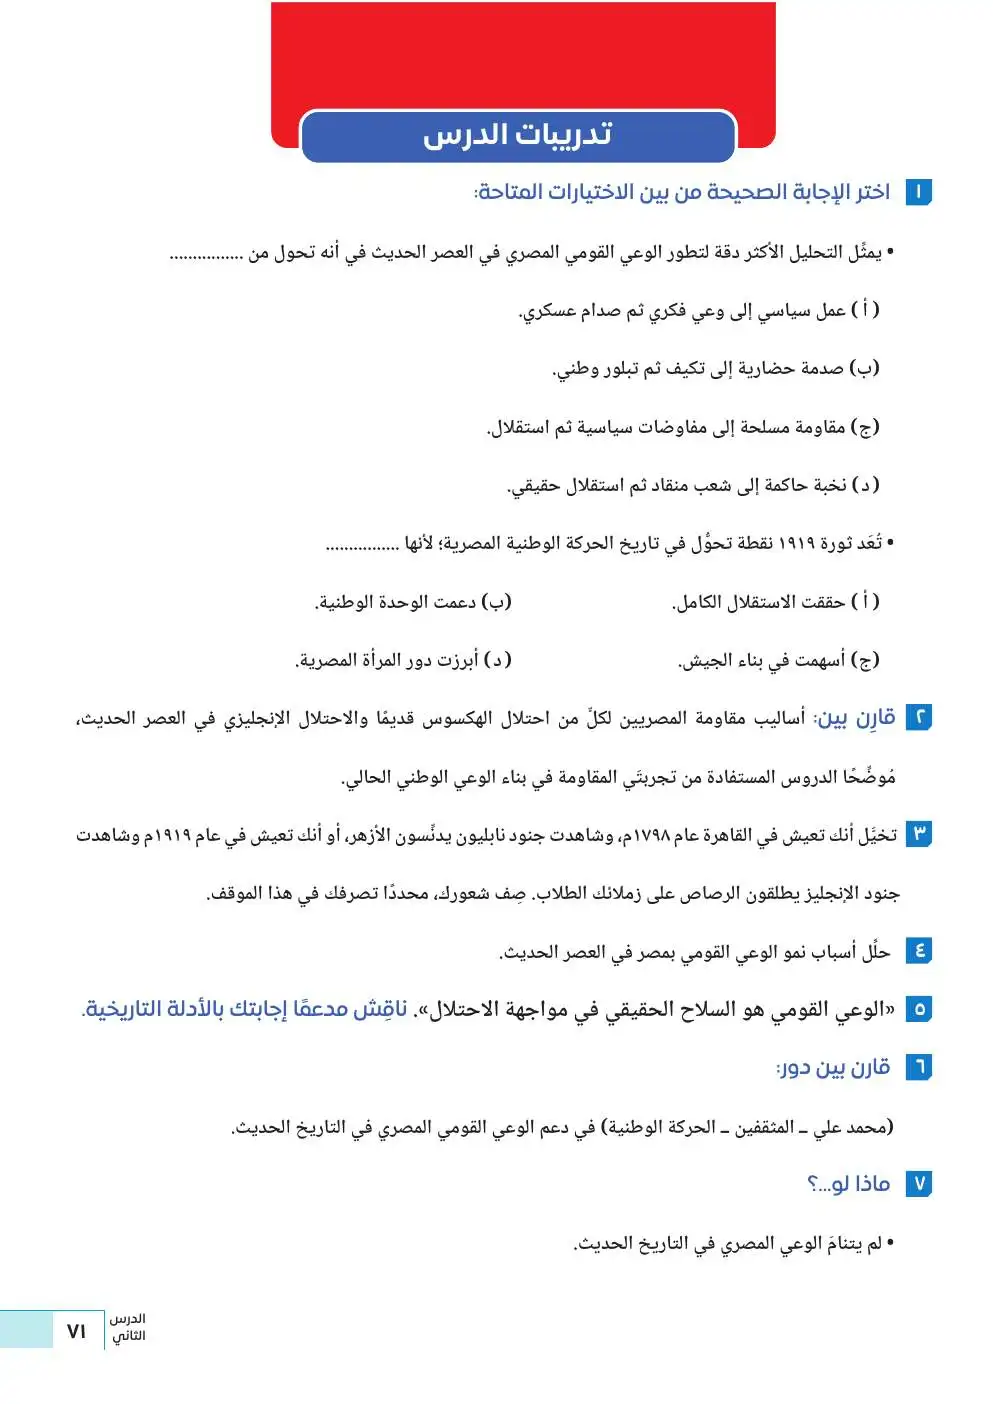 تدريبات الدرس
١ اختر الإجابة الصحيحة من بين الاختيارات المتاحة:
• يمثِّل التحليل الأكثر دقة لتطور الوعي القومي المصري في العصر الحديث في أنه تحول من ................
( أ ) عمل سياسي إلى وعي فكري ثم صدام عسكري.
(ب) صدمة حضارية إلى تكيف ثم تبلور وطني.
(ج) مقاومة مسلحة إلى مفاوضات سياسية ثم استقلال.
( د ) نخبة حاكمة إلى شعب منقاد ثم استقلال حقيقي.
• تُعَد ثورة ١٩١٩ نقطة تحوُّل في تاريخ الحركة الوطنية المصرية؛ لأنها ................
( أ ) حققت الاستقلال الكامل. (ب) دعمت الوحدة الوطنية.
(ج) أسهمت في بناء الجيش. ( د ) أبرزت دور المرأة المصرية.
٢ قارِن بين: أساليب مقاومة المصريين لكلٍّ من احتلال الهكسوس قديمًا والاحتلال الإنجليزي في العصر الحديث،
مُوضِّحًا الدروس المستفادة من تجربتَي المقاومة في بناء الوعي الوطني الحالي.
٣ تخيَّل أنك تعيش في القاهرة عام ١٧٩٨م، وشاهدت جنود نابليون يدنِّسون الأزهر، أو أنك تعيش في عام ١٩١٩م وشاهدت
جنود الإنجليز يطلقون الرصاص على زملائك الطلاب. صِف شعورك، محددًا تصرفك في هذا الموقف.
٤ حلِّل أسباب نمو الوعي القومي بمصر في العصر الحديث.
٥ «الوعي القومي هو السلاح الحقيقي في مواجهة الاحتلال». ناقِش مدعمًا إجابتك بالأدلة التاريخية.
٦ قارن بين دور:
(محمد علي – المثقفين – الحركة الوطنية) في دعم الوعي القومي المصري في التاريخ الحديث.
٧ ماذا لو...؟
• لم يتنامَ الوعي المصري في التاريخ الحديث.
الدرس
الثاني
٧١